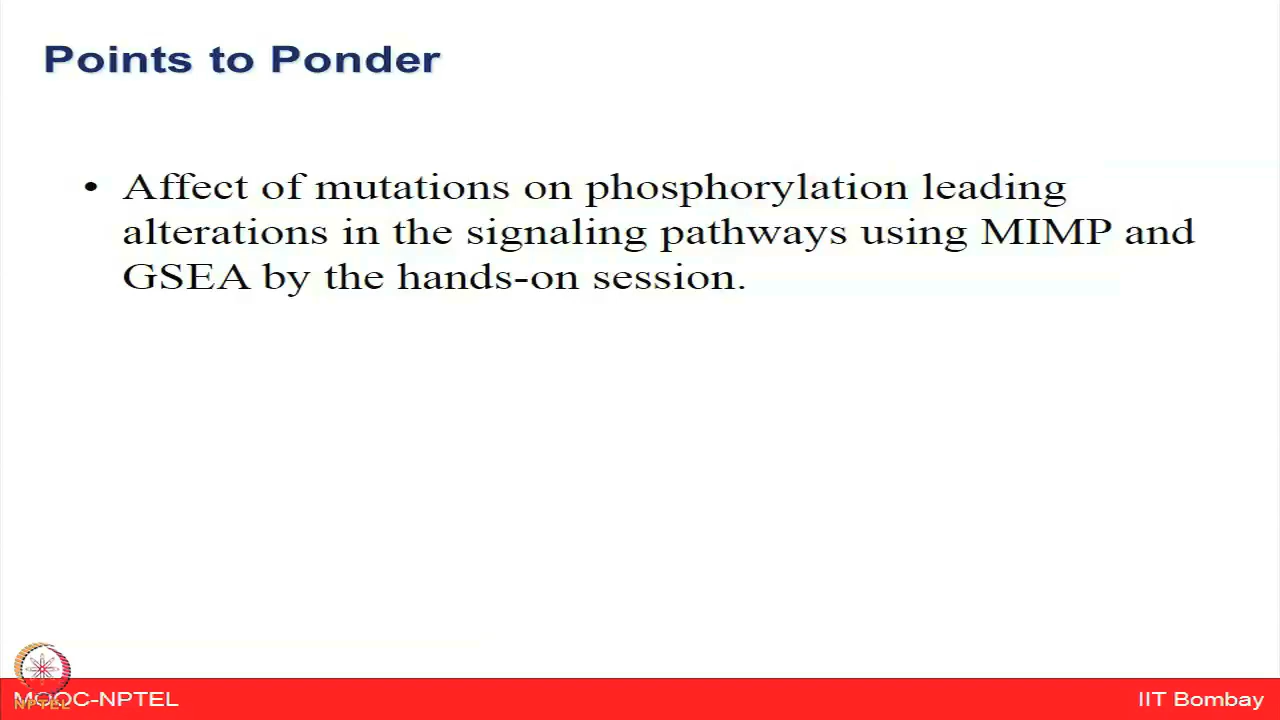 Points to Ponder
• Affect of mutations on phosphorylation leading
alterations in the signaling pathways using MIMP and
GSEA by the hands-on session.
MOOC-NPTEL
NPTEL
IIT Bombay